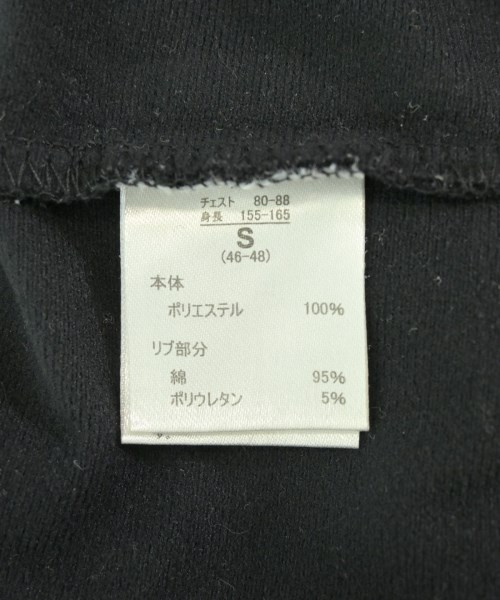 チェスト 80-88
身長 155-165
S
(46-48)
本体
ポリエステル 100%
リブ部分
綿 95%
ポリウレタン 5%